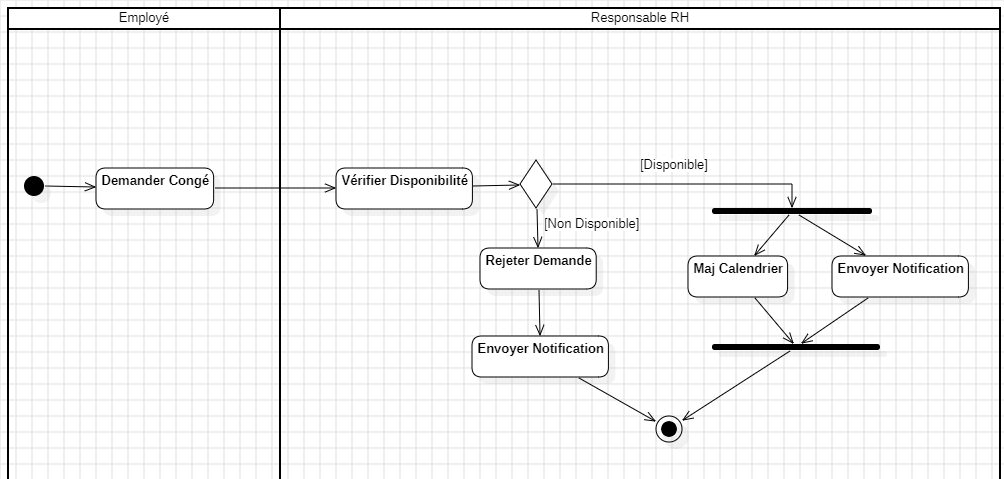 Employé
Responsable RH
[Disponible]
Demander Congé
Vérifier Disponibilité
[Non Disponible]
Rejeter Demande
Maj Calendrier
Envoyer Notification
Envoyer Notification